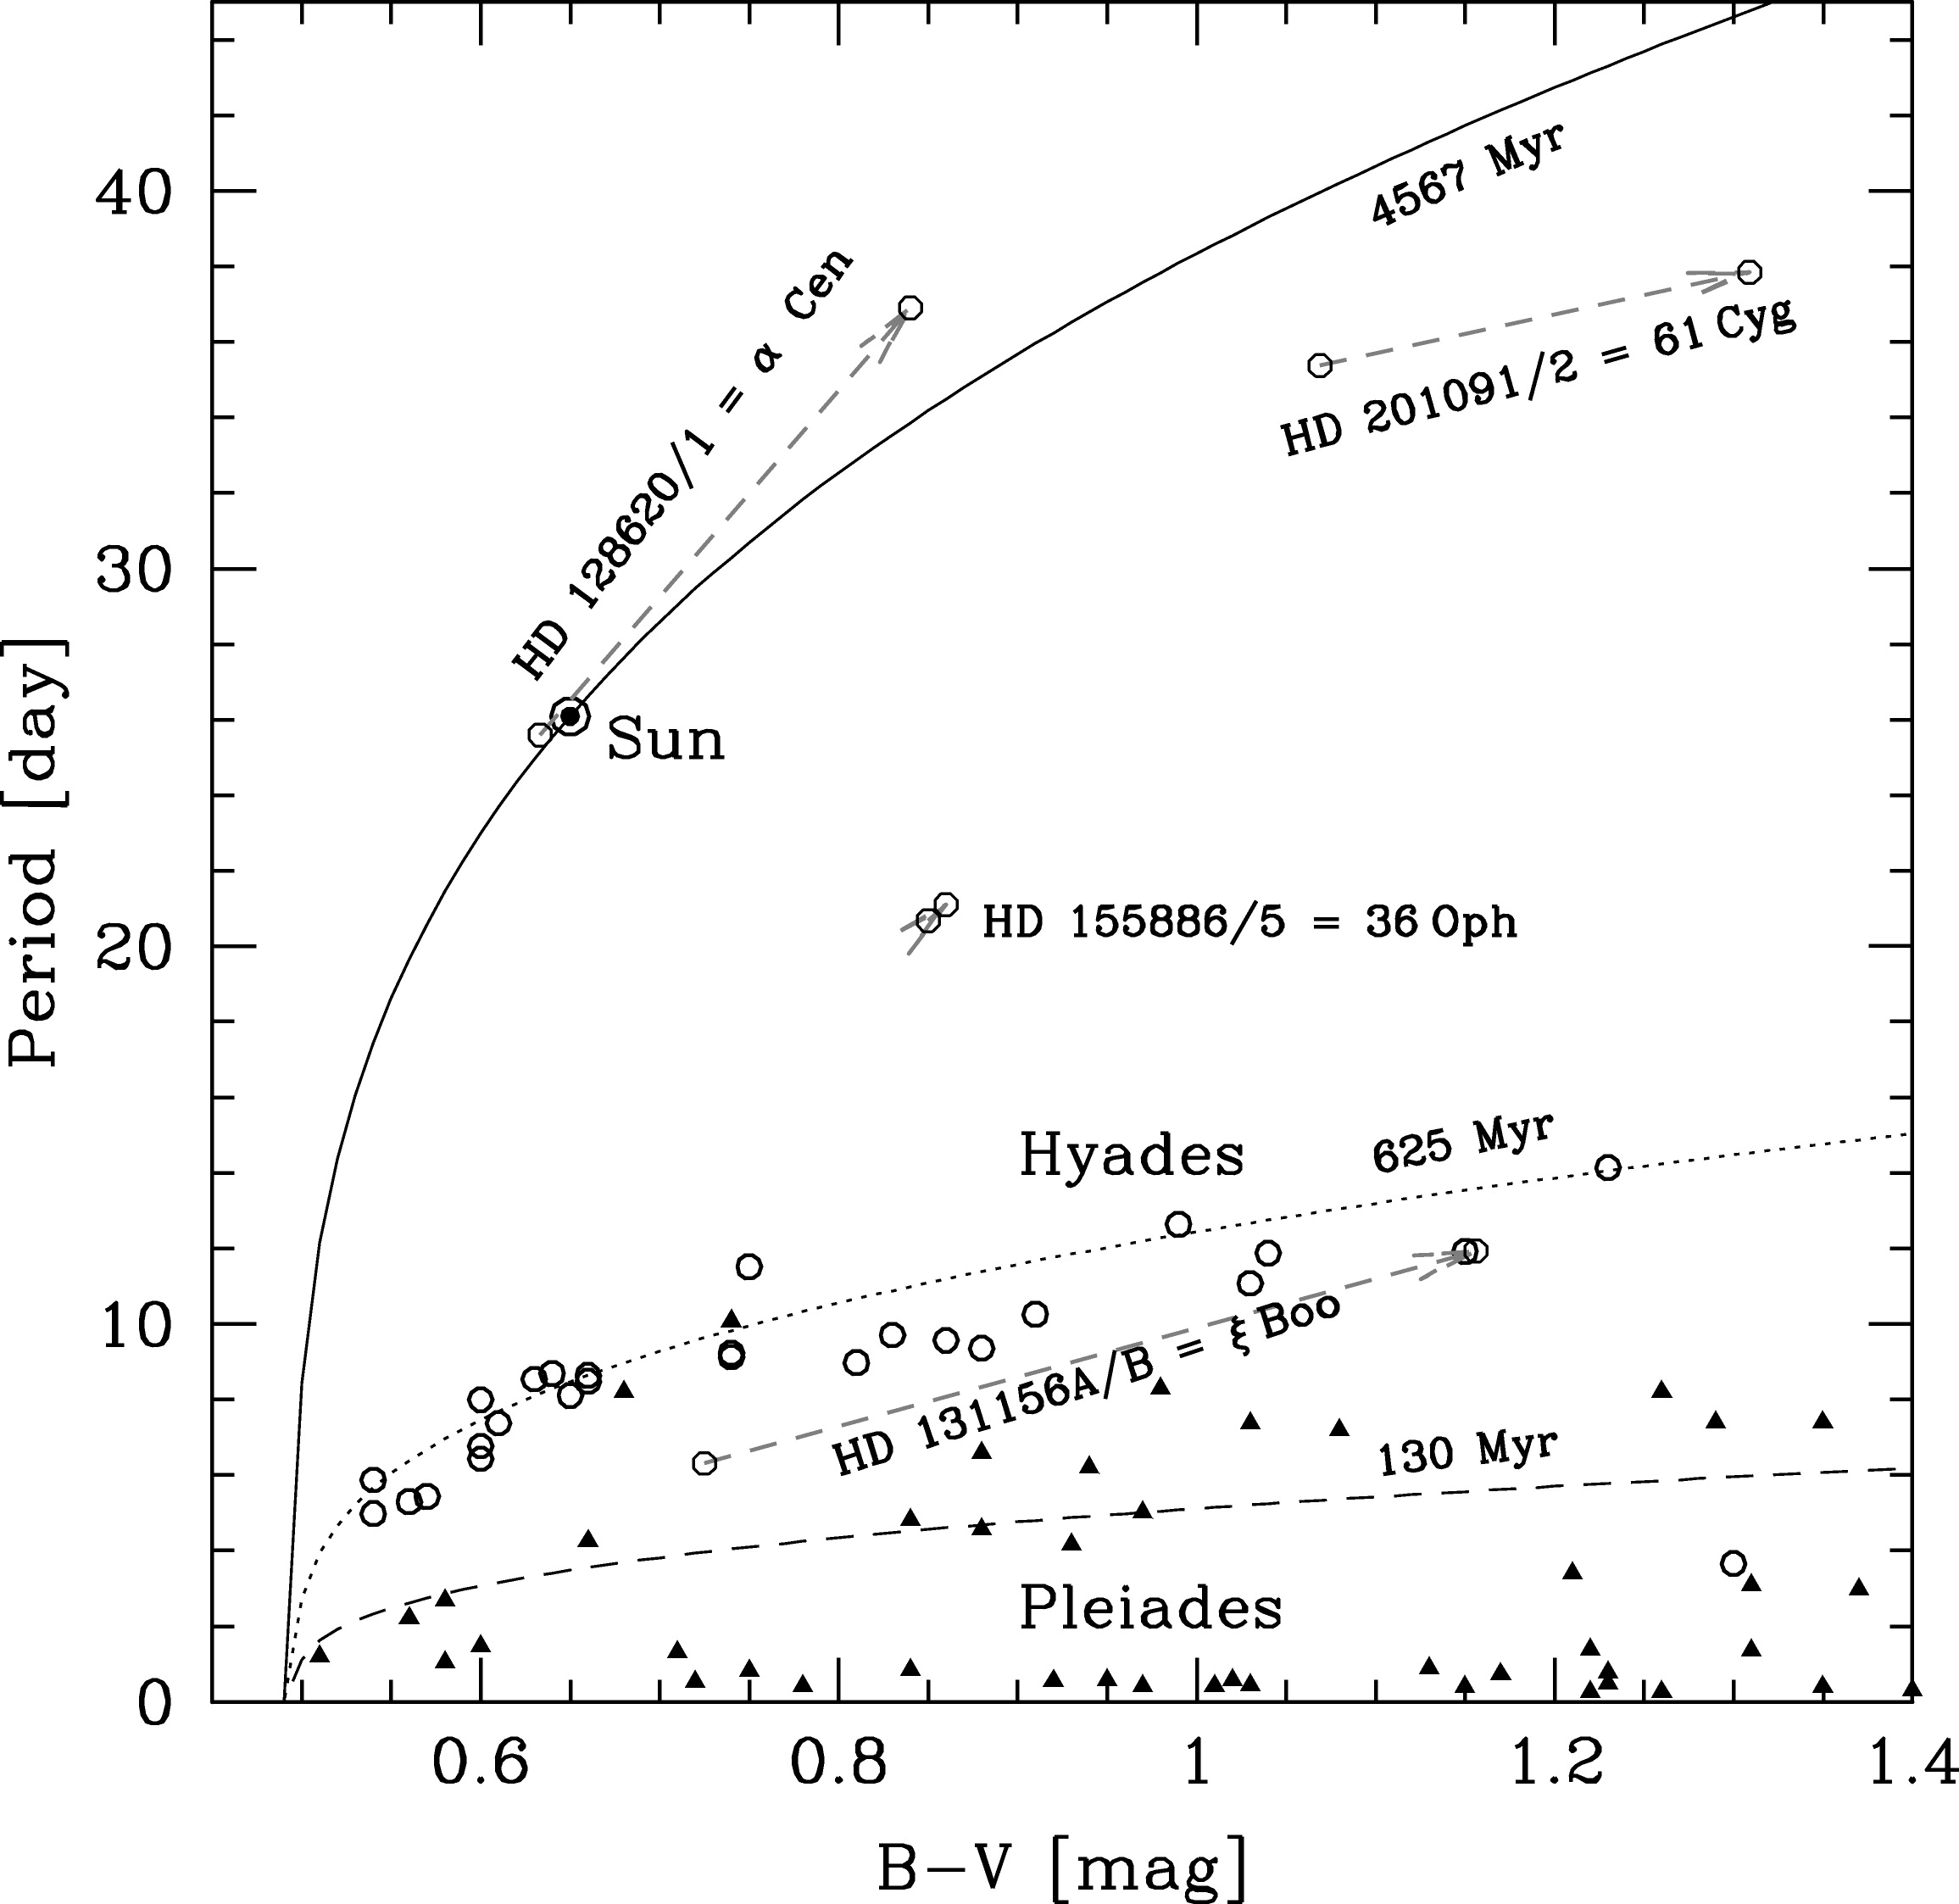 4567 Myr
40
HD 128620/1 = α Cen
HD 201091/2 = 61 Cyg
30
Sun
Period [day]
20
HD 155886/5 = 36 Oph
Hyades
625 Myr
10
HD 131156A/B = ξ Boo
130 Myr
Pleiades
0
0.6 0.8 1 1.2 1.4
B−V [mag]